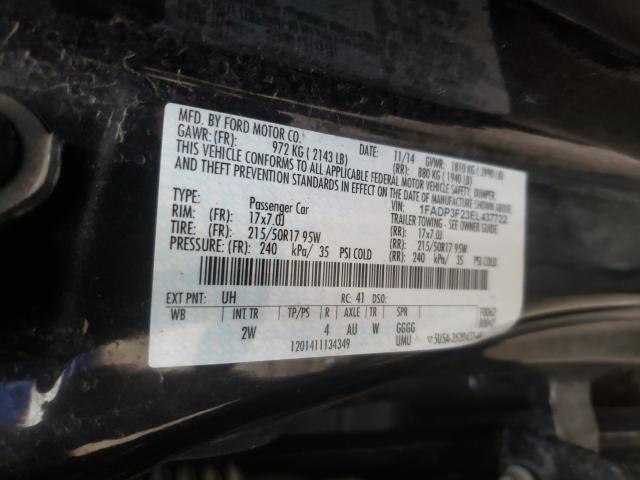 MFD. BY FORD MOTOR CO.
GAWR: (FR): 972 KG ( 2143 LB) 11/14 GVWR: 1810 KG ( 3990 LB)
(RR): 880 KG ( 1940 LB)
THIS VEHICLE CONFORMS TO ALL APPLICABLE FEDERAL MOTOR VEHICLE SAFETY, BUMPER,
AND THEFT PREVENTION STANDARDS IN EFFECT ON THE DATE OF MANUFACTURE SHOWN ABOVE.
VIN: 1FADP3F23EL437722
TYPE: Passenger Car TRAILER TOWING - SEE OWNER GUIDE
RIM: (FR): 17x7.0J (RR): 17x7.0J
TIRE: (FR): 215/50R17 95W (RR): 215/50R17 95W
PRESSURE: (FR): 240 kPa/ 35 PSI COLD (RR): 240 kPa/ 35 PSI COLD
EXT PNT: UH RC: 41 DSO:
WB INT TR TP/PS R AXLE TR SPR
2W 4 AU W GGGG
UMU
1201411134349